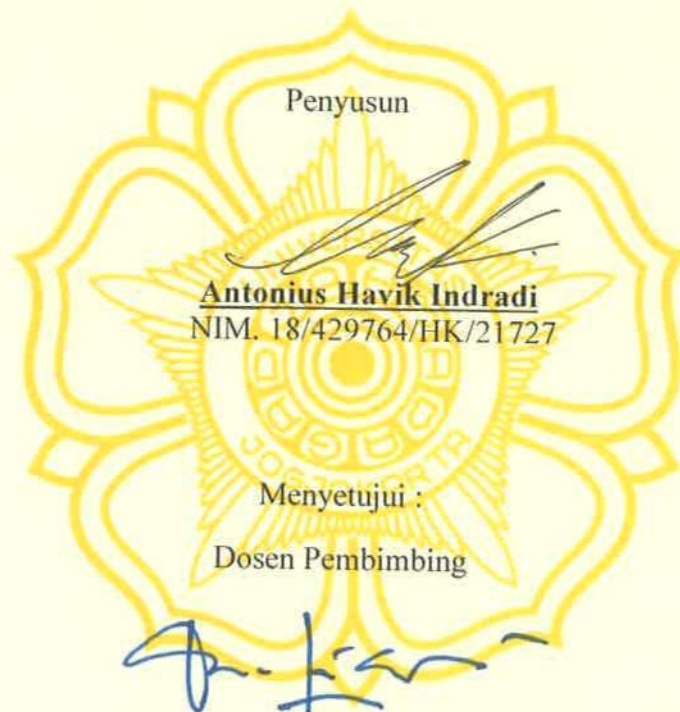 Penyusun
Antonius Havik Indradi
NIM. 18/429764/HK/21727
Menyetujui :
Dosen Pembimbing